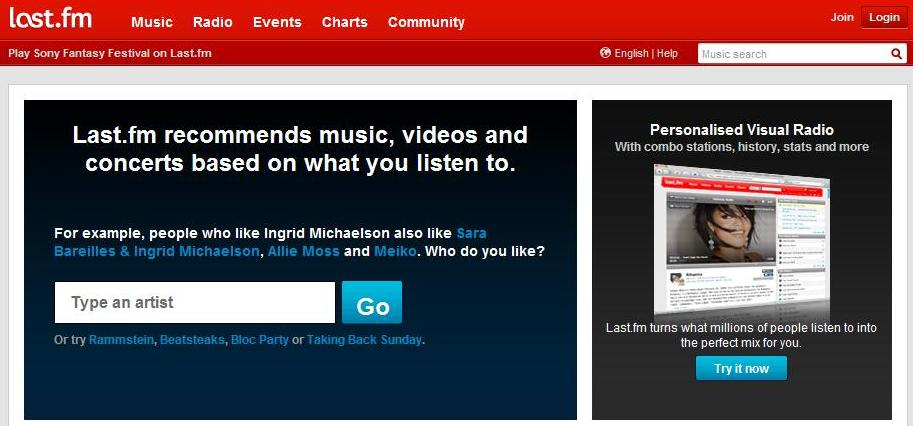 last.fm
Music Radio Events Charts Community
Join Login
Play Sony Fantasy Festival on Last.fm
English | Help
Music search
Last.fm recommends music, videos and
concerts based on what you listen to.
For example, people who like Ingrid Michaelson also like Sara
Bareilles & Ingrid Michaelson, Allie Moss and Meiko. Who do you like?
Type an artist
Go
Or try Rammstein, Beatsteaks, Bloc Party or Taking Back Sunday.
Personalised Visual Radio
With combo stations, history, stats and more
last.fm
Rihanna
Last.fm turns what millions of people listen to into
the perfect mix for you.
Try it now